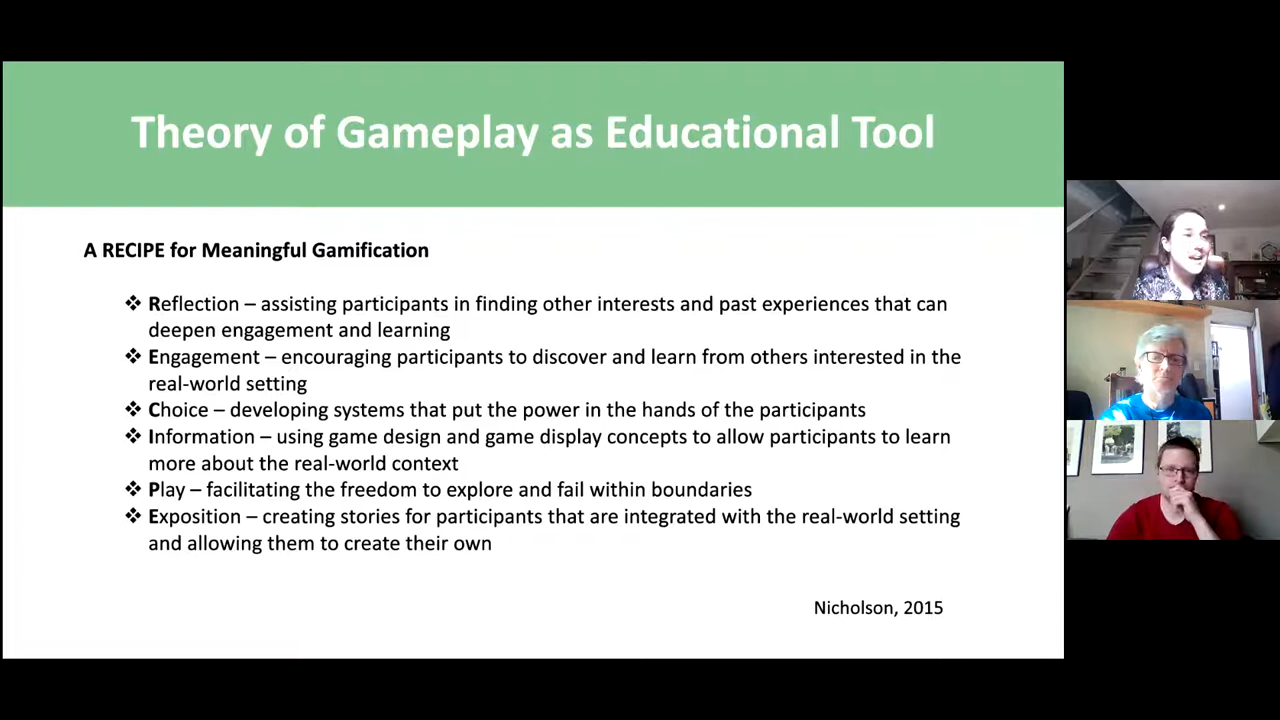 Theory of Gameplay as Educational Tool
A RECIPE for Meaningful Gamification
❖ Reflection – assisting participants in finding other interests and past experiences that can
deepen engagement and learning
❖ Engagement – encouraging participants to discover and learn from others interested in the
real-world setting
❖ Choice – developing systems that put the power in the hands of the participants
❖ Information – using game design and game display concepts to allow participants to learn
more about the real-world context
❖ Play – facilitating the freedom to explore and fail within boundaries
❖ Exposition – creating stories for participants that are integrated with the real-world setting
and allowing them to create their own
Nicholson, 2015